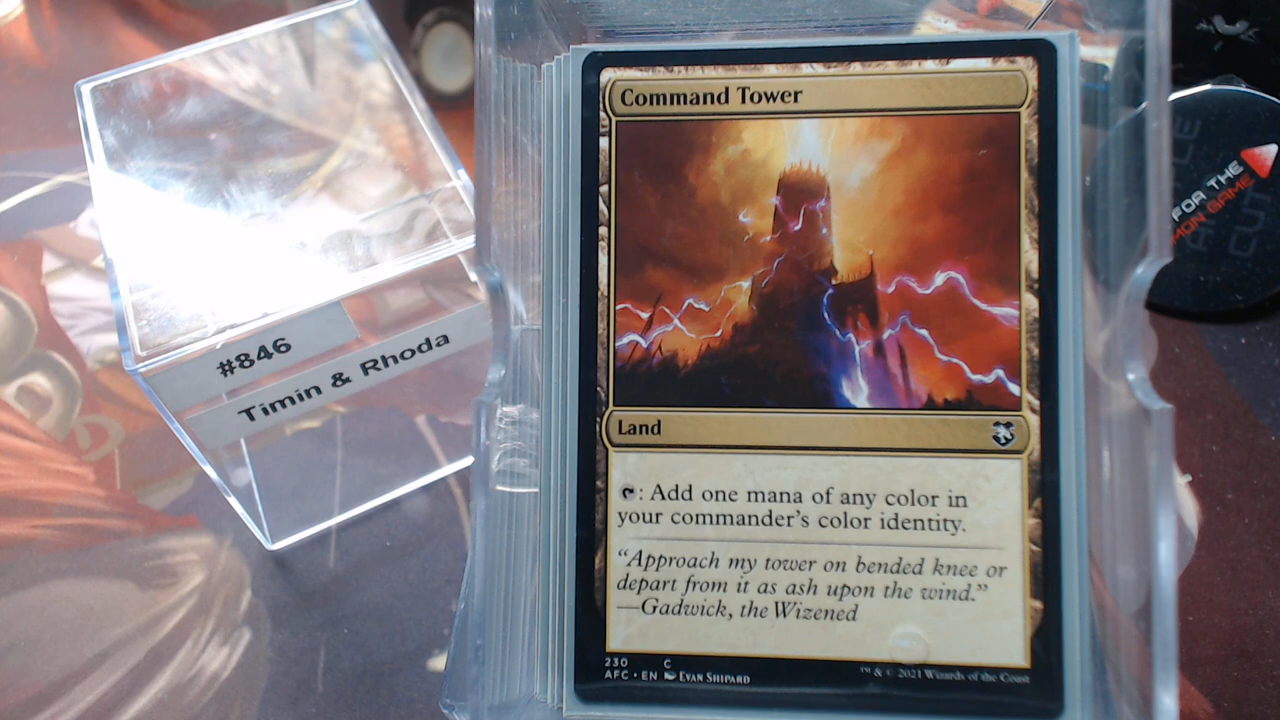 #846
Timin & Rhoda
Command Tower
Land
: Add one mana of any color in
your commander's color identity.
"Approach my tower on bended knee or
depart from it as ash upon the wind."
—Gadwick, the Wizened
230 C
AFC • EN Evan Shipard
™ & © 2021 Wizards of the Coast
FOR THE
MON GAME